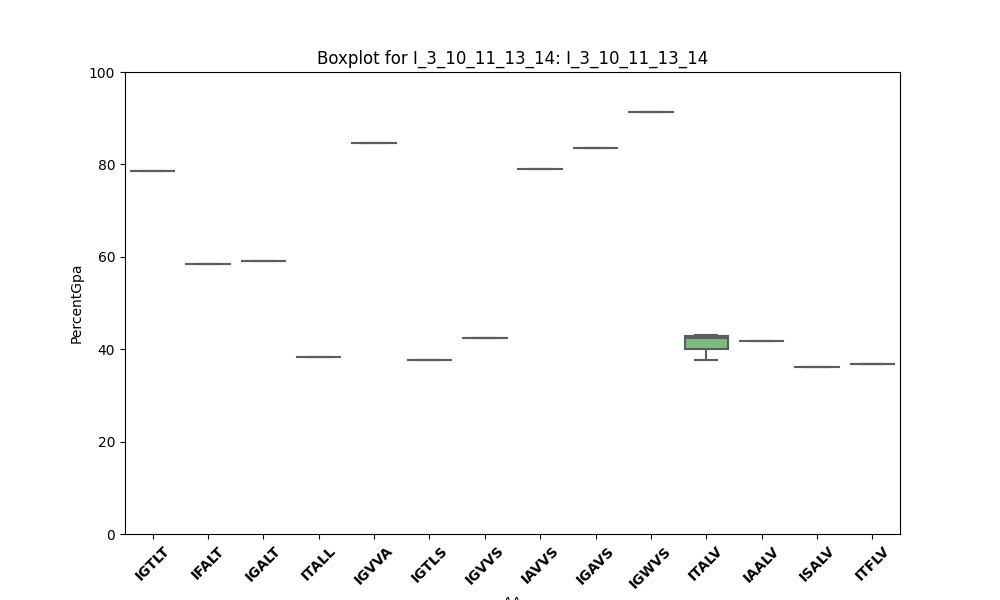 Boxplot for I_3_10_11_13_14: I_3_10_11_13_14
100
80
60
40
20
0
PercentGpa
IGTLT
IFALT
IGALT
ITALL
IGVVA
IGTLS
IGVVS
IAVVS
IGAVS
IGWVS
ITALV
IAALV
ISALV
ITFLV